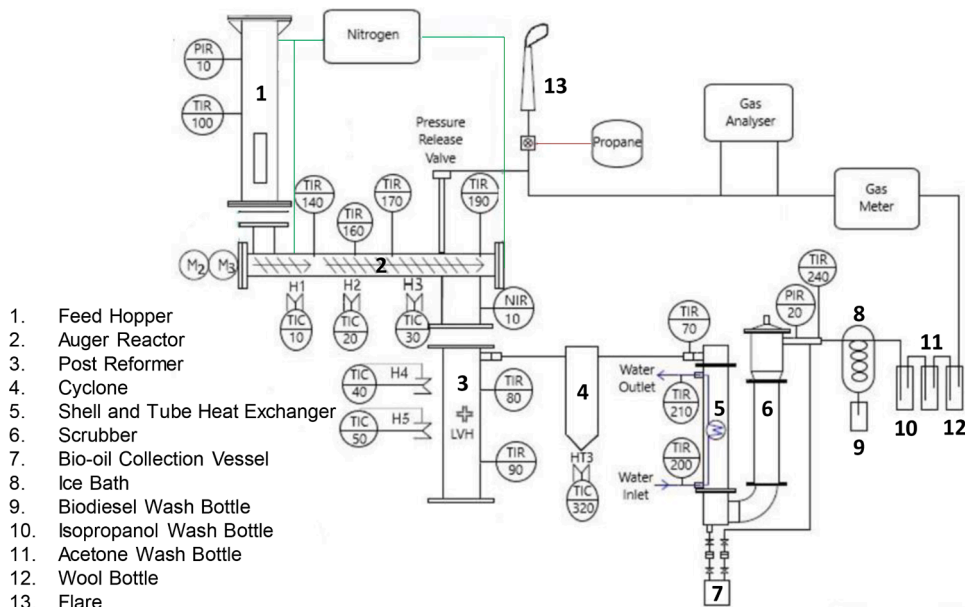 Nitrogen
PIR
10
1
TIR
100
13
Gas
Analyser
Propane
Pressure
Release
Valve
TIR
140
TIR
160
TIR
170
TIR
190
Gas
Meter
M2
M3
2
H1
H2
H3
TIC
10
TIC
20
TIC
30
NIR
10
TIR
240
PIR
20
TIR
70
8
11
H4
TIC
40
H5
TIC
50
3
LVH
TIR
80
TIR
90
4
HT3
TIC
320
Water
Outlet
TIR
210
5
6
TIR
200
Water
Inlet
9
10
12
7
1. Feed Hopper
2. Auger Reactor
3. Post Reformer
4. Cyclone
5. Shell and Tube Heat Exchanger
6. Scrubber
7. Bio-oil Collection Vessel
8. Ice Bath
9. Biodiesel Wash Bottle
10. Isopropanol Wash Bottle
11. Acetone Wash Bottle
12. Wool Bottle
13. Flare